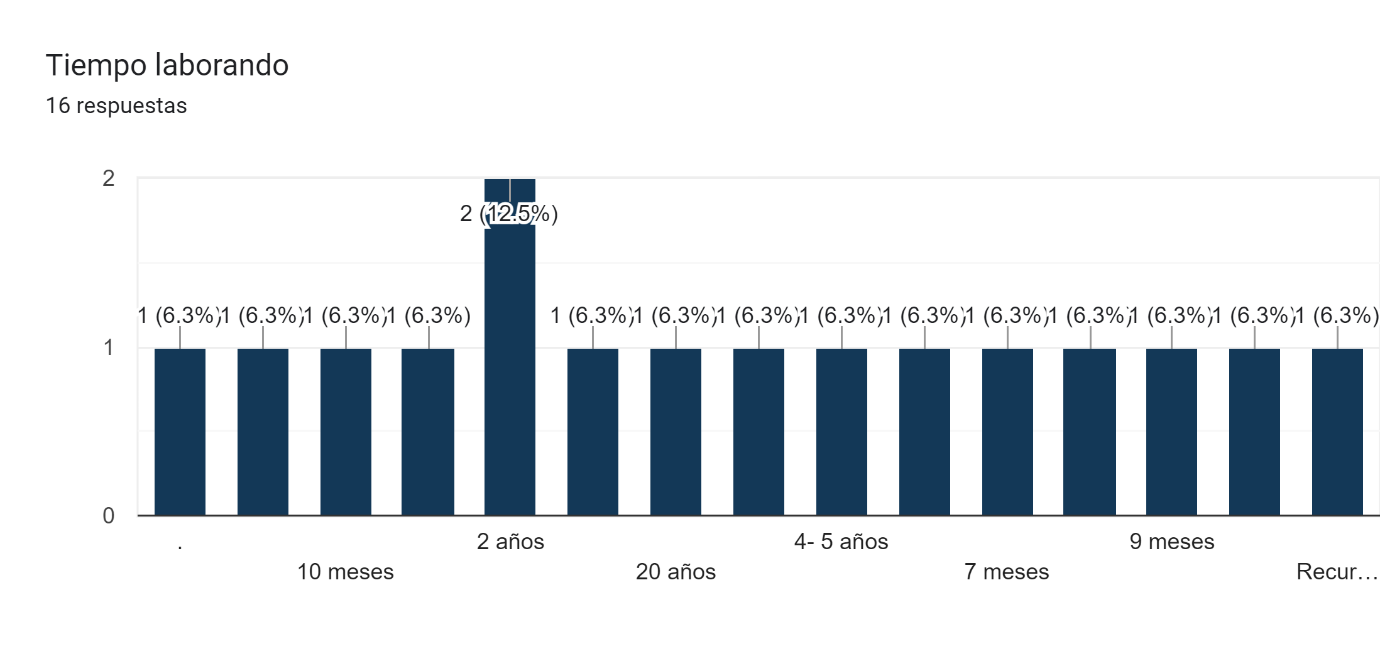 Tiempo laborando
16 respuestas
2
2 (12.5%)
1 (6.3%) 1 (6.3%) 1 (6.3%) 1 (6.3%) 1 (6.3%) 1 (6.3%) 1 (6.3%) 1 (6.3%) 1 (6.3%) 1 (6.3%) 1 (6.3%) 1 (6.3%) 1 (6.3%) 1 (6.3%)
1
0
. 2 años 4- 5 años 9 meses
10 meses 20 años 7 meses Recur…